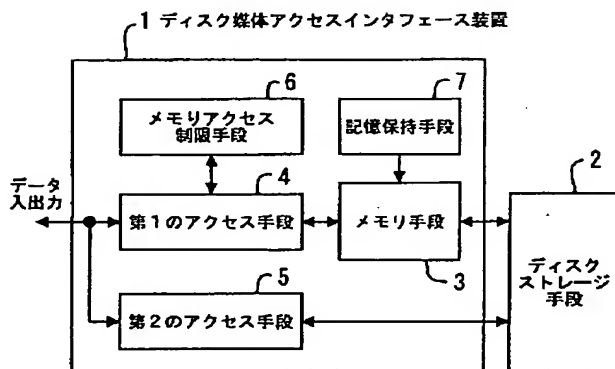 1 ディスク媒体アクセスインタフェース装置
6
メモリアクセス
制限手段
7
記憶保持手段
2
データ
入出力
4
第1のアクセス手段
メモリ手段
3
5
第2のアクセス手段
ディスク
ストレージ
手段